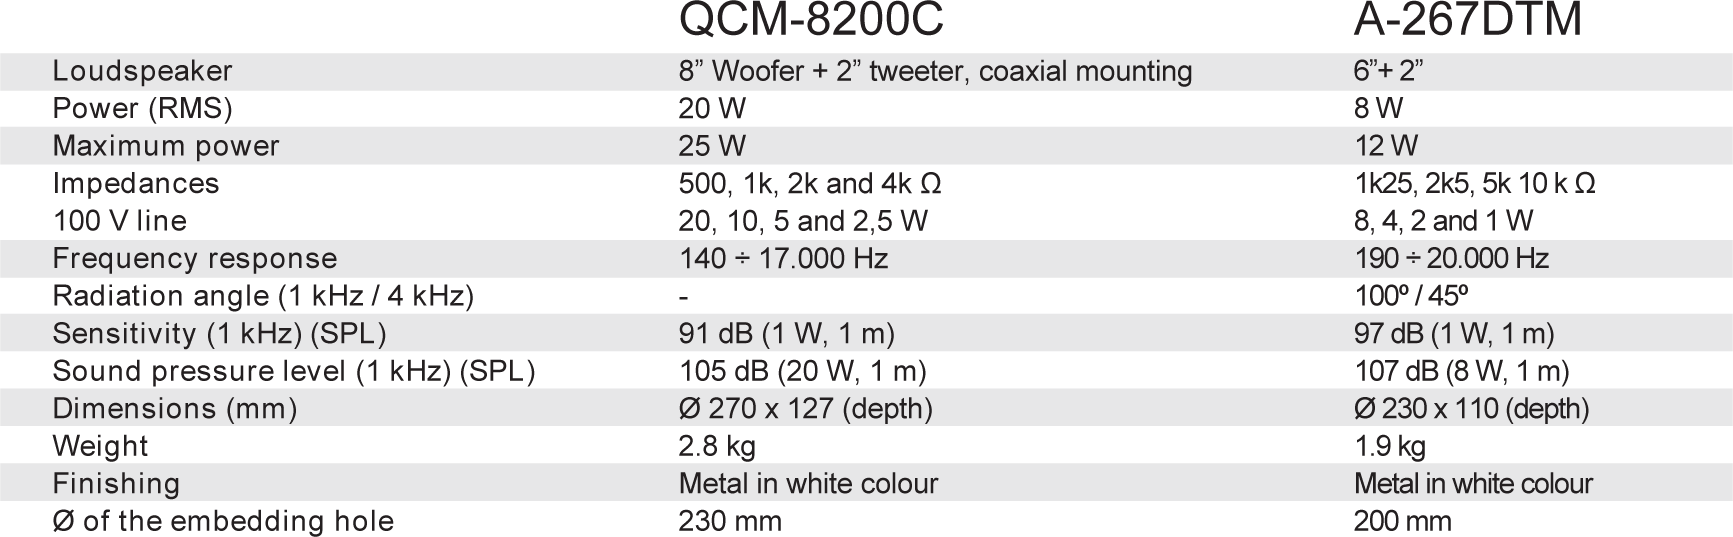 QCM-8200C A-267DTM
Loudspeaker 8” Woofer + 2” tweeter, coaxial mounting 6”+ 2”
Power (RMS) 20 W 8 W
Maximum power 25 W 12 W
Impedances 500, 1k, 2k and 4k Ω 1k25, 2k5, 5k 10 k Ω
100 V line 20, 10, 5 and 2,5 W 8, 4, 2 and 1 W
Frequency response 140 ÷ 17.000 Hz 190 ÷ 20.000 Hz
Radiation angle (1 kHz / 4 kHz) - 100º / 45º
Sensitivity (1 kHz) (SPL) 91 dB (1 W, 1 m) 97 dB (1 W, 1 m)
Sound pressure level (1 kHz) (SPL) 105 dB (20 W, 1 m) 107 dB (8 W, 1 m)
Dimensions (mm) Ø 270 x 127 (depth) Ø 230 x 110 (depth)
Weight 2.8 kg 1.9 kg
Finishing Metal in white colour Metal in white colour
Ø of the embedding hole 230 mm 200 mm